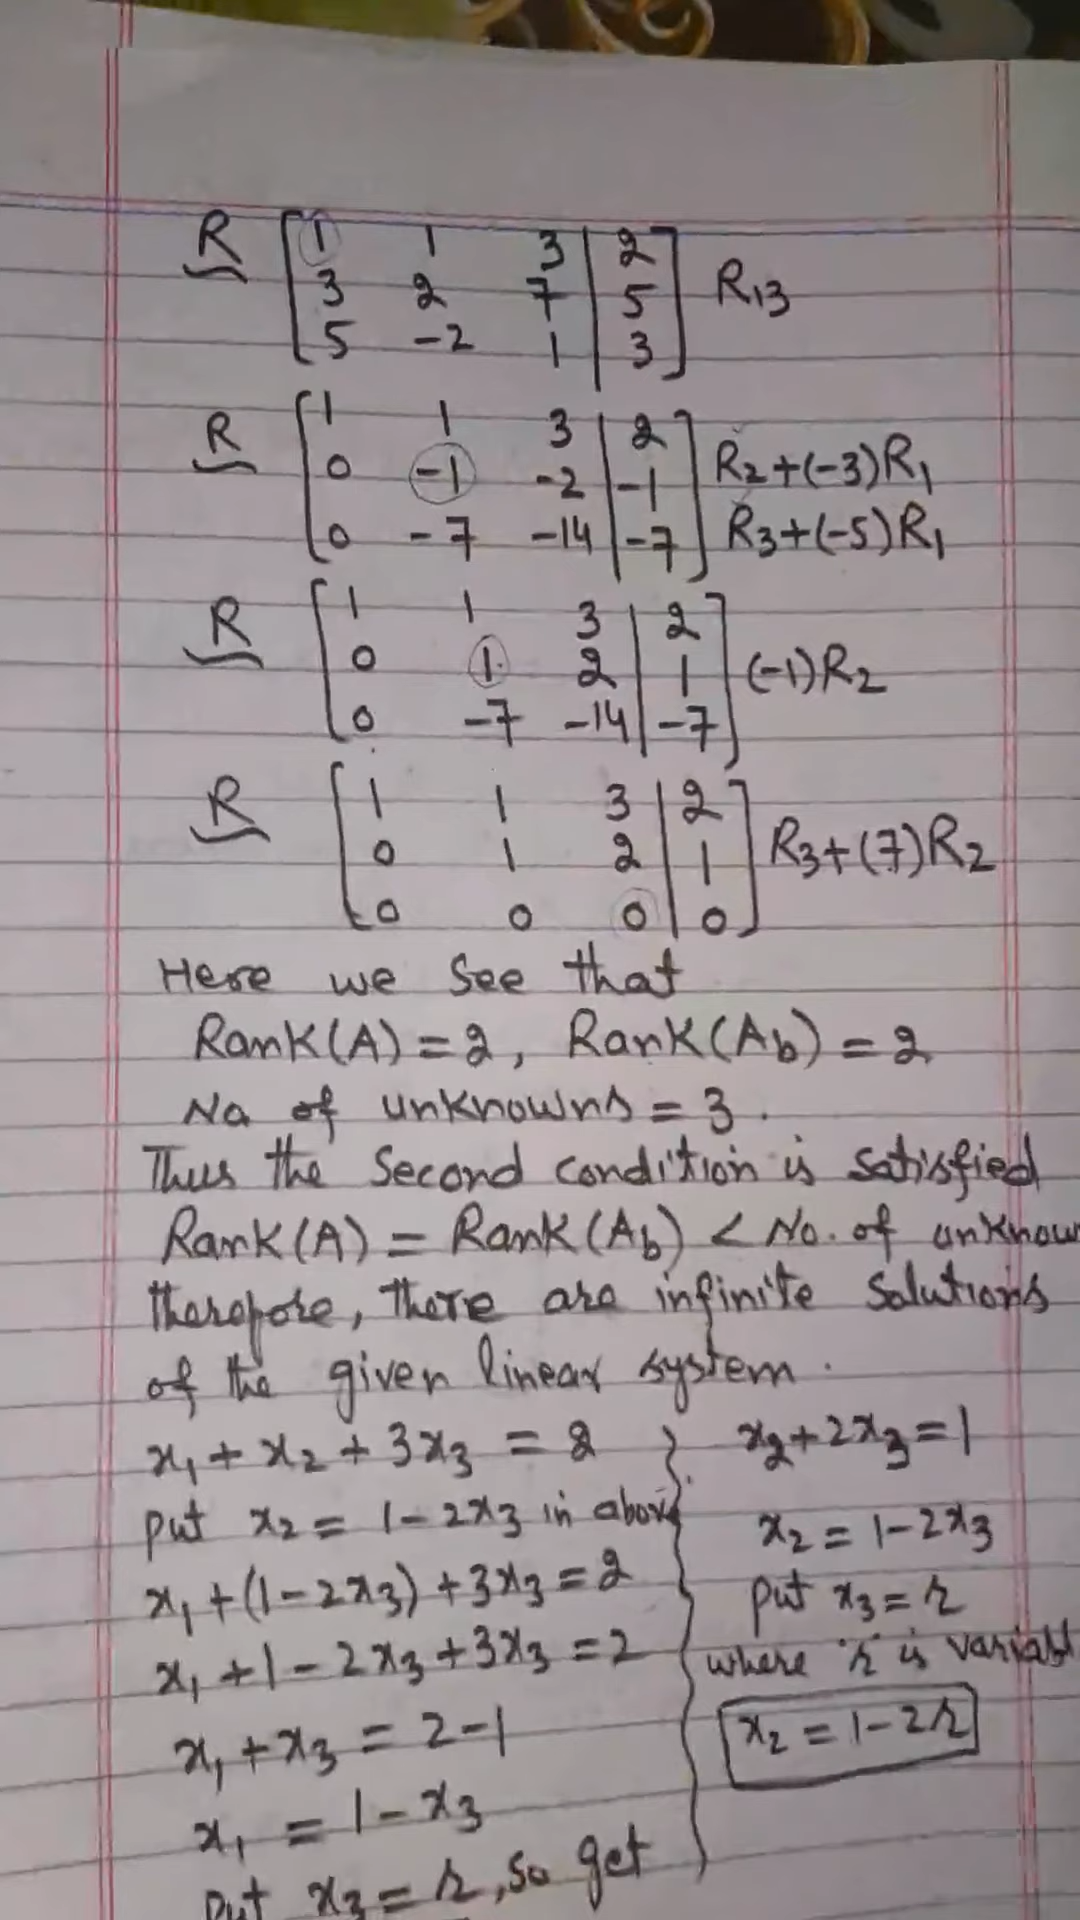 R [ 1 1 3 | 2
3 2 7 | 5
5 -2 1 | 3 ] R13
R [ 1 1 3 | 2
0 -1 -2 | -1 ] R2+(-3)R1
0 -7 -14 | -7 ] R3+(-5)R1
R [ 1 1 3 | 2
0 1 2 | 1 ] (-1)R2
0 -7 -14 | -7 ]
R [ 1 1 3 | 2
0 1 2 | 1 ] R3+(7)R2
0 0 0 | 0 ]
Here we See that
Rank(A) = 2, Rank(Ab) = 2
No of unknowns = 3.
Thus the Second condition is satisfied
Rank(A) = Rank(Ab) < No. of unknow
therefore, there are infinite Solutions
of the given linear system.
x1 + x2 + 3x3 = 2
put x2 = 1-2x3 in above
x1 + (1-2x3) + 3x3 = 2
x1 + 1 - 2x3 + 3x3 = 2
x1 + x3 = 2-1
x1 = 1-x3
put x3 = r, so get
x2 + 2x3 = 1
x2 = 1-2x3
put x3 = r
where 'r' is variabl
x2 = 1-2r